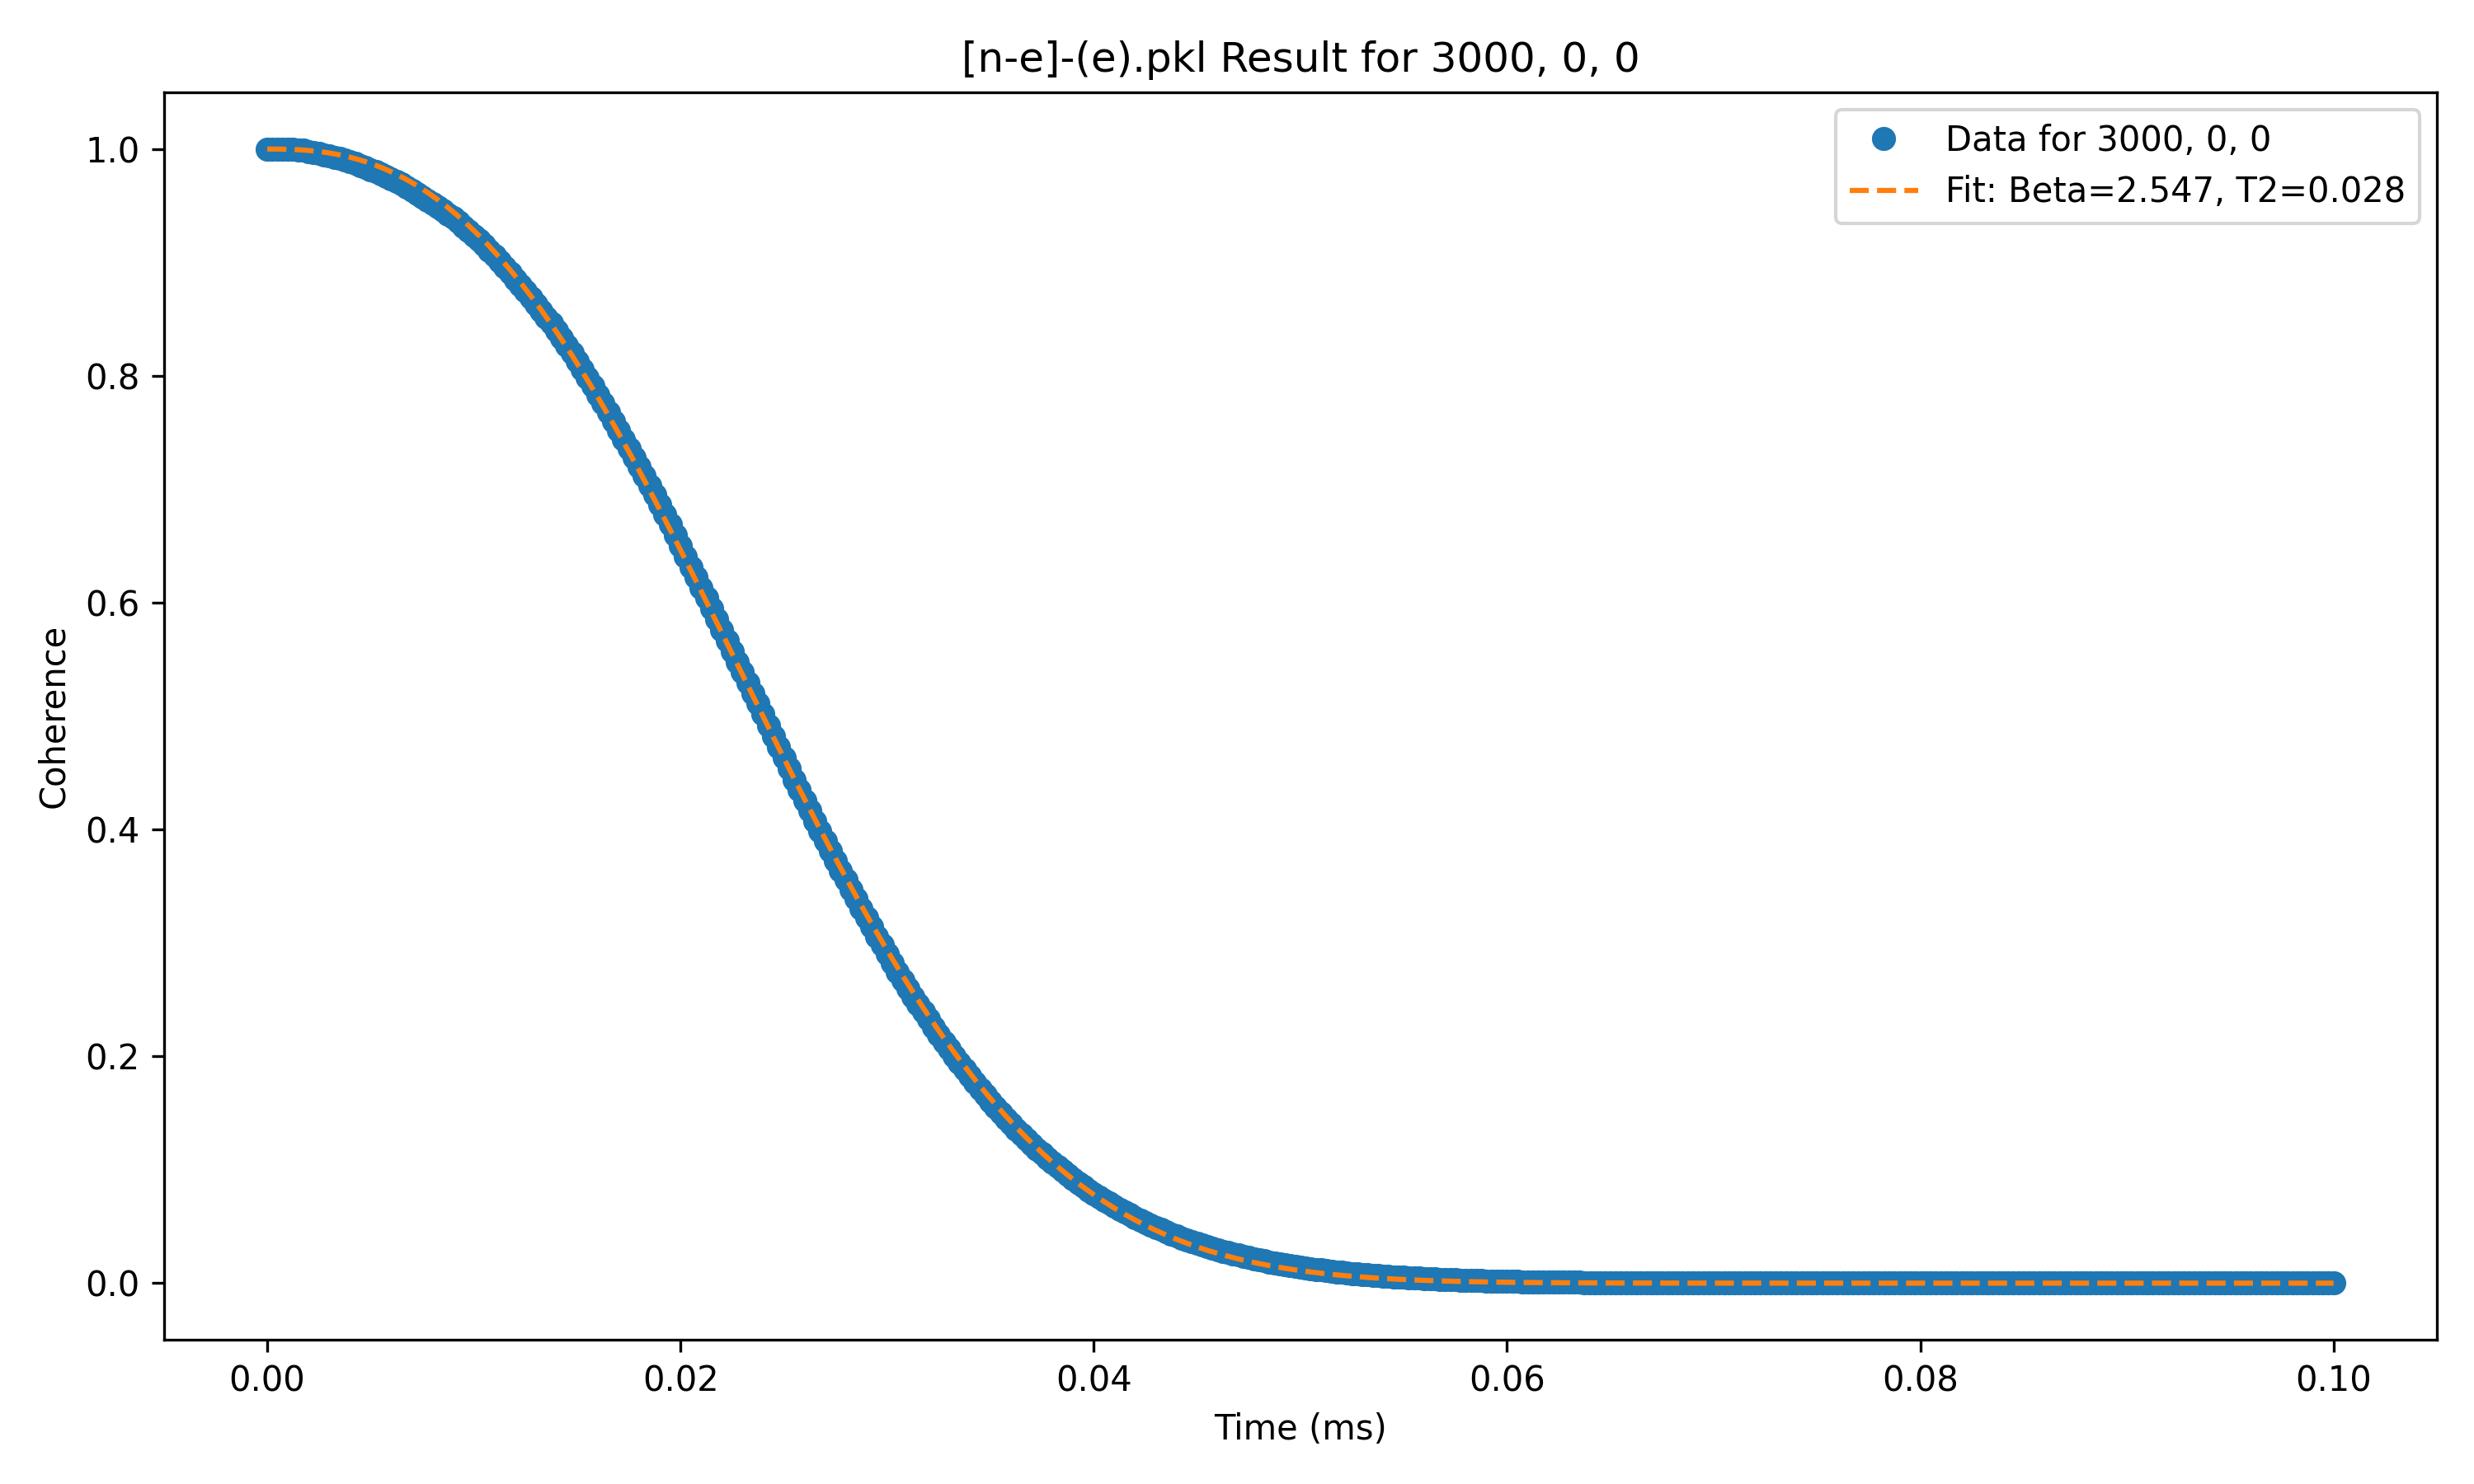 [n-e]-(e).pkl Result for 3000, 0, 0
Data for 3000, 0, 0
Fit: Beta=2.547, T2=0.028
Coherence
1.0
0.8
0.6
0.4
0.2
0.0
0.00 0.02 0.04 0.06 0.08 0.10
Time (ms)